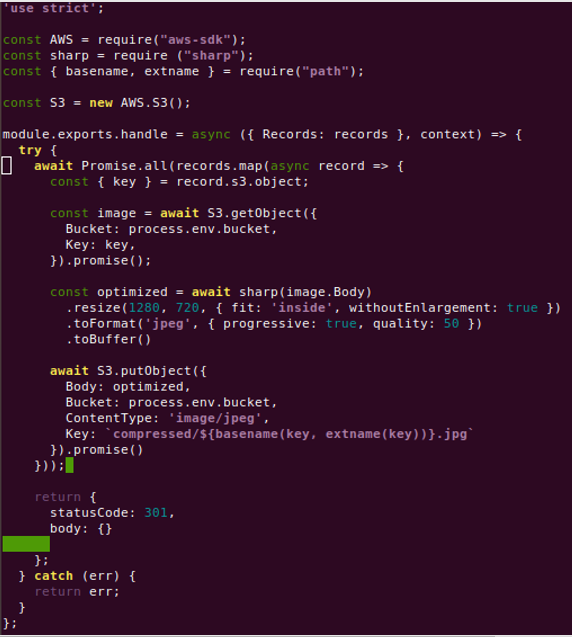 'use strict';
const AWS = require("aws-sdk");
const sharp = require ("sharp");
const { basename, extname } = require("path");
const S3 = new AWS.S3();
module.exports.handle = async ({ Records: records }, context) => {
  try {
    await Promise.all(records.map(async record => {
      const { key } = record.s3.object;
      const image = await S3.getObject({
        Bucket: process.env.bucket,
        Key: key,
      }).promise();
      const optimized = await sharp(image.Body)
        .resize(1280, 720, { fit: 'inside', withoutEnlargement: true })
        .toFormat('jpeg', { progressive: true, quality: 50 })
        .toBuffer()
      await S3.putObject({
        Body: optimized,
        Bucket: process.env.bucket,
        ContentType: 'image/jpeg',
        Key: `compressed/${basename(key, extname(key))}.jpg`
      }).promise()
    }));
    return {
      statusCode: 301,
      body: {}
    };
  } catch (err) {
    return err;
  }
};